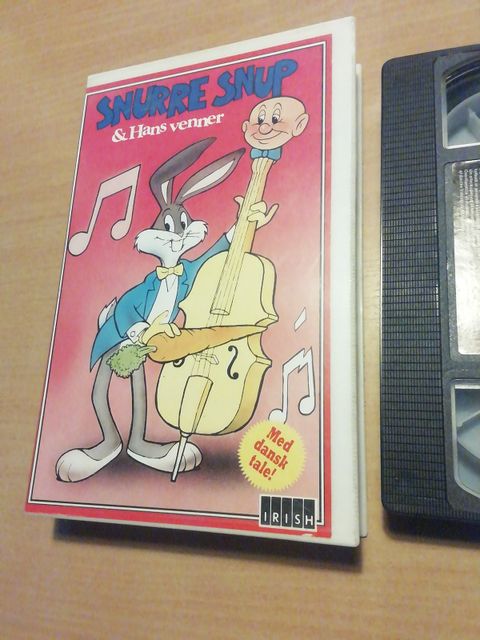 SNURRE SNUP
& Hans venner
Med
dansk
tale!
IRISH